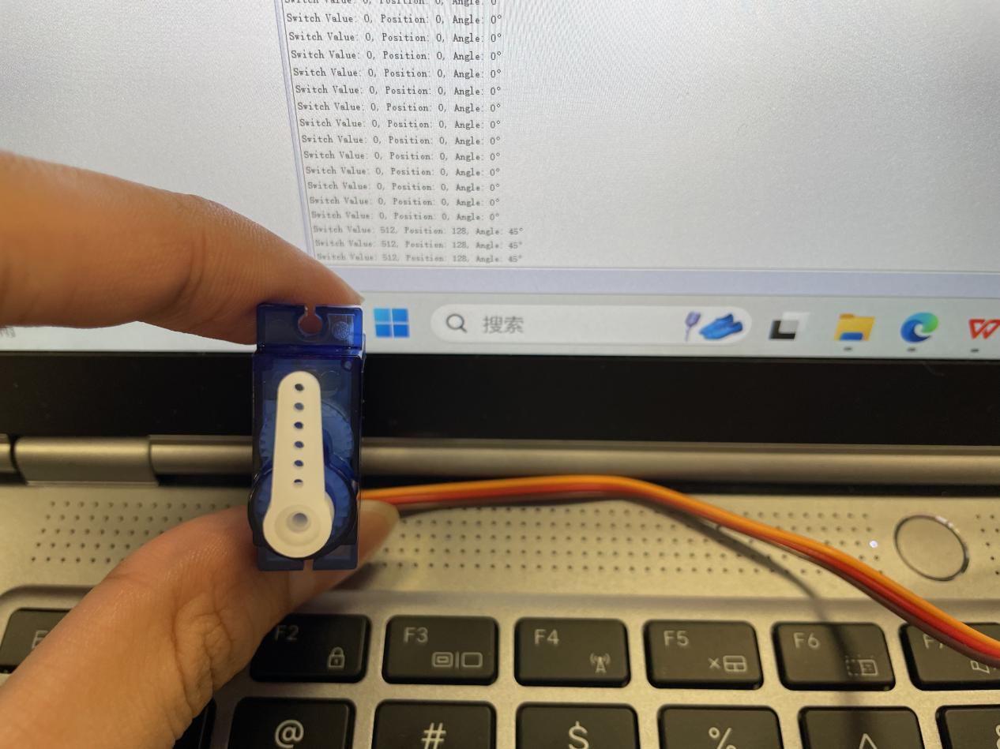 Switch Value: 0, Position: 0, Angle: 0
Switch Value: 0, Position: 0, Angle: 0°
Switch Value: 0, Position: 0, Angle: 0°
Switch Value: 0, Position: 0, Angle: 0°
Switch Value: 0, Position: 0, Angle: 0°
Switch Value: 0, Position: 0, Angle: 0°
Switch Value: 0, Position: 0, Angle: 0°
Switch Value: 0, Position: 0, Angle: 0°
Switch Value: 0, Position: 0, Angle: 0°
Switch Value: 0, Position: 0, Angle: 0°
Switch Value: 0, Position: 0, Angle: 0°
Switch Value: 0, Position: 0, Angle: 0°
Switch Value: 0, Position: 0, Angle: 0°
Switch Value: 0, Position: 0, Angle: 0°
Switch Value: 512, Position: 128, Angle: 45°
Switch Value: 512, Position: 128, Angle: 45°
Switch Value: 512, Position: 128, Angle: 45°
搜索
F2 F3 F4 F5 F6
@ # $ %